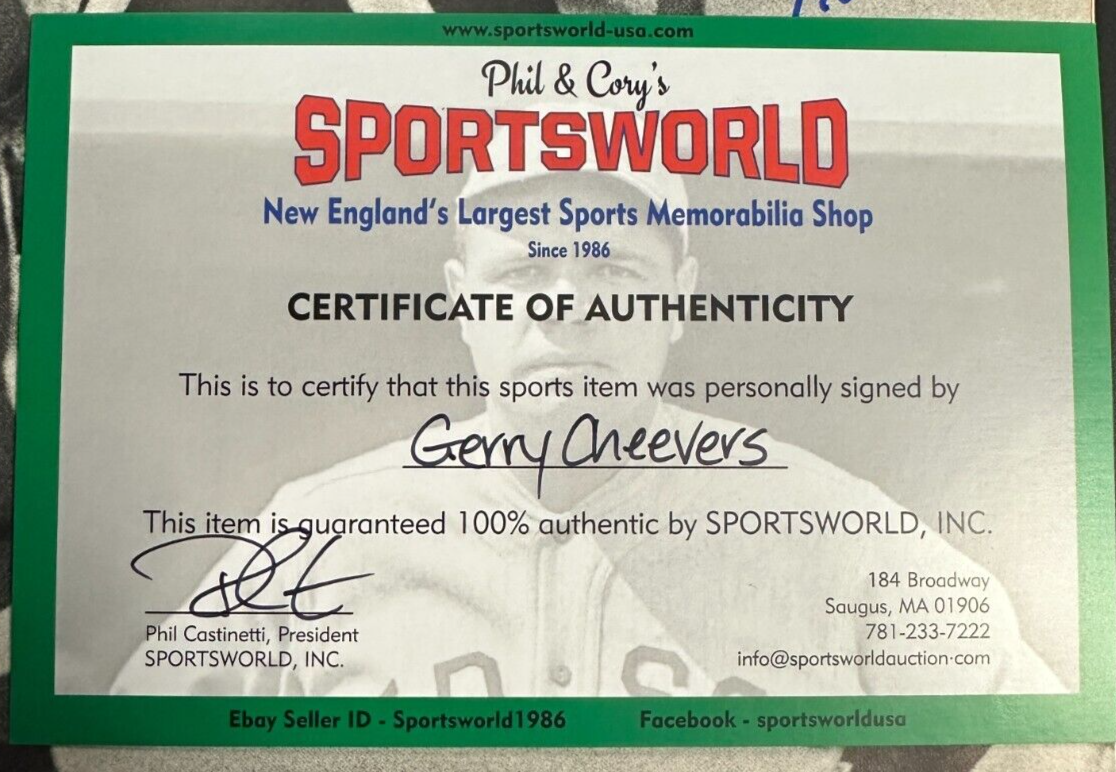 www.sportsworld-usa.com
Phil & Cory's
SPORTSWORLD
New England's Largest Sports Memorabilia Shop
Since 1986
CERTIFICATE OF AUTHENTICITY
This is to certify that this sports item was personally signed by
Gerry Cheevers
This item is guaranteed 100% authentic by SPORTSWORLD, INC.
Phil Castinetti, President
SPORTSWORLD, INC.
184 Broadway
Saugus, MA 01906
781-233-7222
info@sportsworldauction.com
Ebay Seller ID - Sportsworld1986
Facebook - sportsworldusa